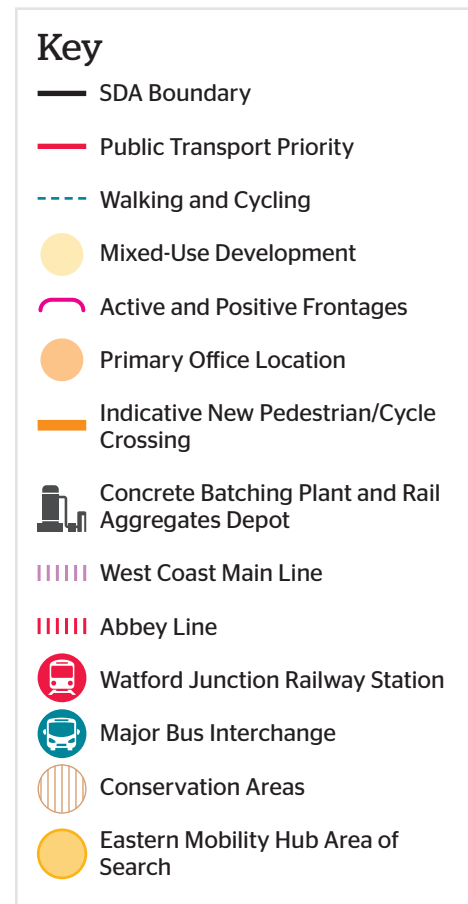 Key
SDA Boundary
Public Transport Priority
Walking and Cycling
Mixed-Use Development
Active and Positive Frontages
Primary Office Location
Indicative New Pedestrian/Cycle
Crossing
Concrete Batching Plant and Rail
Aggregates Depot
West Coast Main Line
Abbey Line
Watford Junction Railway Station
Major Bus Interchange
Conservation Areas
Eastern Mobility Hub Area of
Search